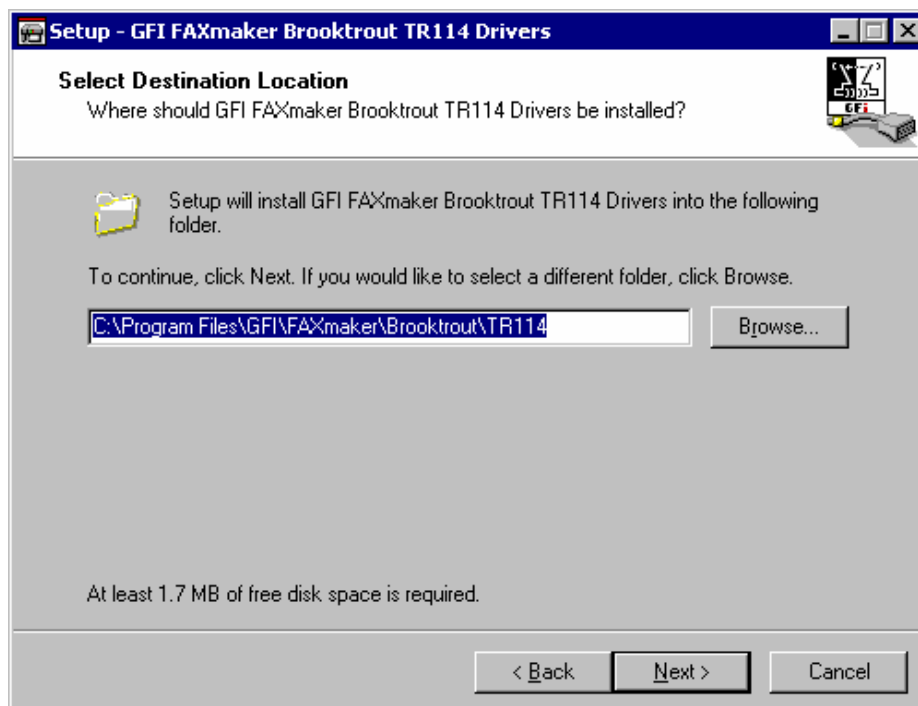 Setup - GFI FAXmaker Brooktrout TR114 Drivers
Select Destination Location
Where should GFI FAXmaker Brooktrout TR114 Drivers be installed?
GFi
Setup will install GFI FAXmaker Brooktrout TR114 Drivers into the following
folder.
To continue, click Next. If you would like to select a different folder, click Browse.
C:\Program Files\GFI\FAXmaker\Brooktrout\TR114
Browse...
At least 1.7 MB of free disk space is required.
< Back
Next >
Cancel